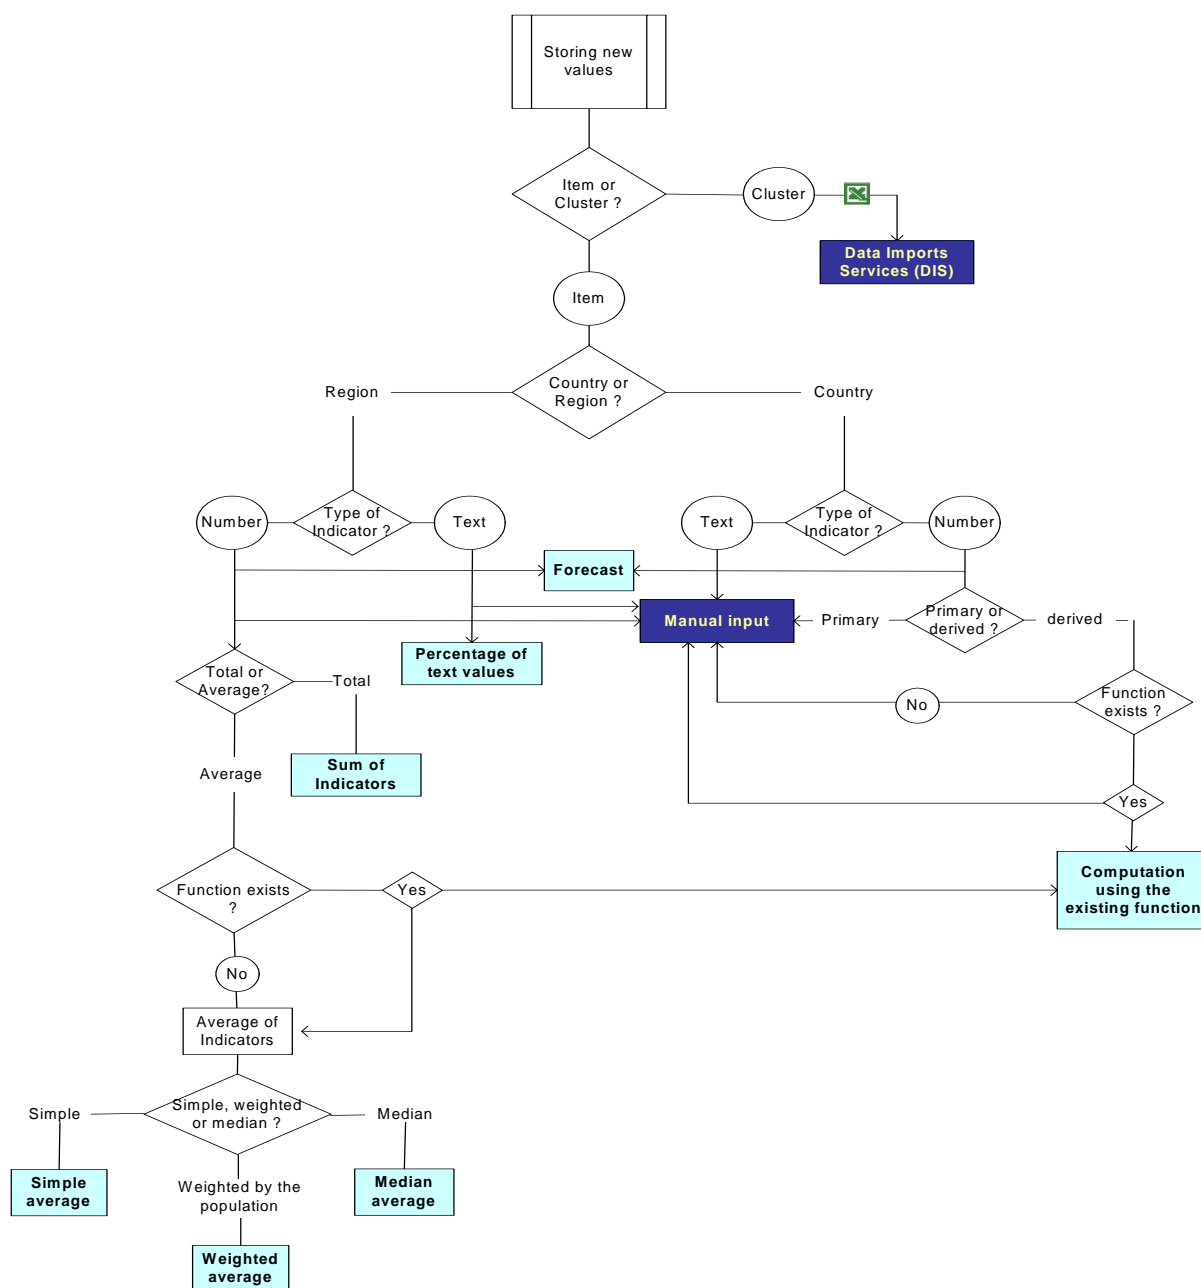 Storing new
values
Item or
Cluster ?
Cluster
Data Imports
Services (DIS)
Item
Country or
Region ?
Region
Country
Number
Type of
Indicator ?
Text
Text
Type of
Indicator ?
Number
Forecast
Manual input
Primary
Primary or
derived ?
derived
Percentage of
text values
Total or
Average?
Total
No
Function
exists ?
Sum of
Indicators
Average
Yes
Function exists
?
Yes
Computation
using the
existing function
No
Average of
Indicators
Simple
Simple, weighted
or median ?
Median
Simple
average
Weighted by the
population
Median
average
Weighted
average